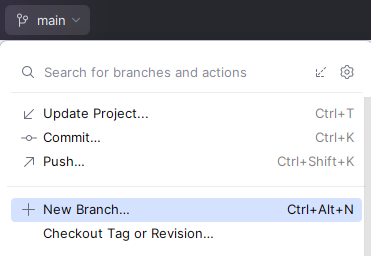 main
Search for branches and actions
Update Project... Ctrl+T
Commit... Ctrl+K
Push... Ctrl+Shift+K
New Branch... Ctrl+Alt+N
Checkout Tag or Revision...